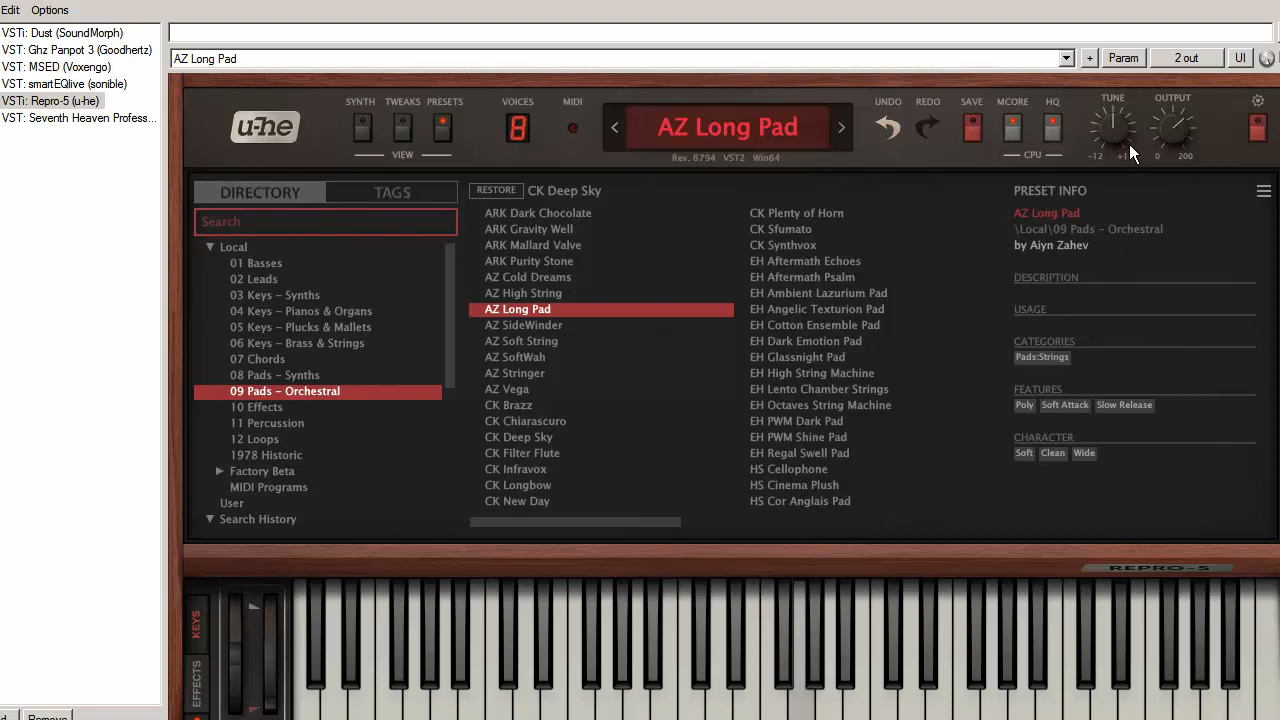 Edit Options
VSTi: Dust (SoundMorph)
VST: Ghz Panpot 3 (Goodhertz)
VST: MSED (Voxengo)
VST: smartEQlive (sonible)
VSTi: Repro-5 (u-he)
VST: Seventh Heaven Profess...
AZ Long Pad
+
Param
2 out
UI
u-he
SYNTH TWEAKS PRESETS
VIEW
VOICES
8
MIDI
AZ Long Pad
Rev. 6794 VST2 Win64
UNDO REDO SAVE MCORE HQ
CPU
TUNE
-12
OUTPUT
0 200
DIRECTORY TAGS
Search
Local
01 Basses
02 Leads
03 Keys – Synths
04 Keys – Pianos & Organs
05 Keys – Plucks & Mallets
06 Keys – Brass & Strings
07 Chords
08 Pads – Synths
09 Pads – Orchestral
10 Effects
11 Percussion
12 Loops
1978 Historic
Factory Beta
MIDI Programs
User
Search History
RESTORE CK Deep Sky
ARK Dark Chocolate
ARK Gravity Well
ARK Mallard Valve
ARK Purity Stone
AZ Cold Dreams
AZ High String
AZ Long Pad
AZ SideWinder
AZ Soft String
AZ SoftWah
AZ Stringer
AZ Vega
CK Brazz
CK Chiarascuro
CK Deep Sky
CK Filter Flute
CK Infravox
CK Longbow
CK New Day
CK Plenty of Horn
CK Sfumato
CK Synthvox
EH Aftermath Echoes
EH Aftermath Psalm
EH Ambient Lazurium Pad
EH Angelic Texturion Pad
EH Cotton Ensemble Pad
EH Dark Emotion Pad
EH Glassnight Pad
EH High String Machine
EH Lento Chamber Strings
EH Octaves String Machine
EH PWM Dark Pad
EH PWM Shine Pad
EH Regal Swell Pad
HS Cellophone
HS Cinema Plush
HS Cor Anglais Pad
PRESET INFO
AZ Long Pad
\Local\09 Pads – Orchestral
by Aiyn Zahev
DESCRIPTION
USAGE
CATEGORIES
Pads:Strings
FEATURES
Poly Soft Attack Slow Release
CHARACTER
Soft Clean Wide
REPRO-5
KEYS
EFFECTS
Remove